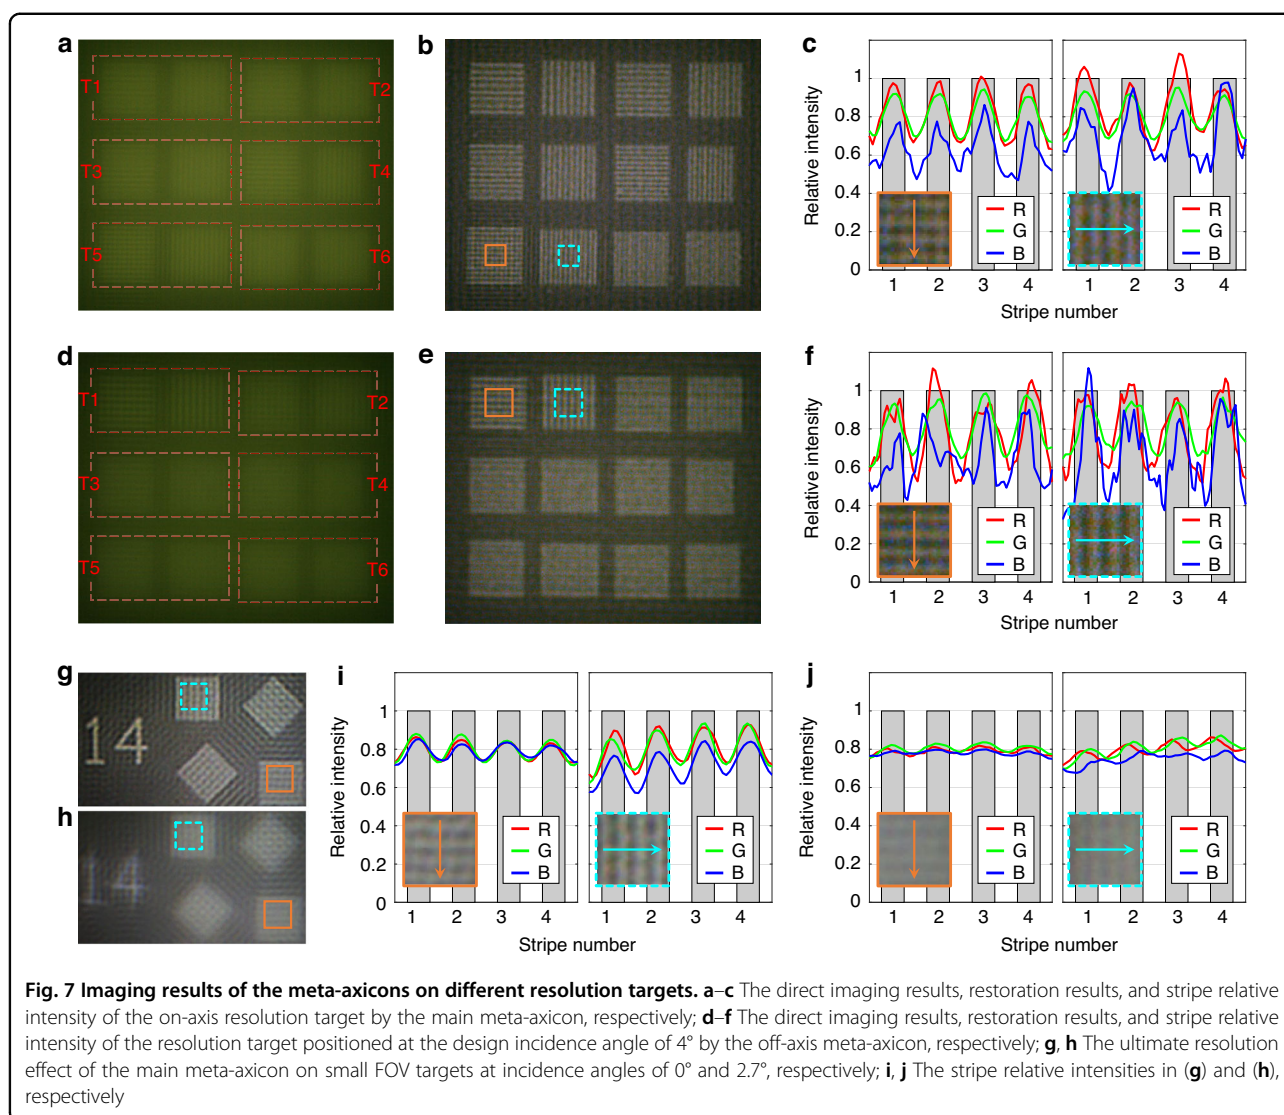 a
T1
T2
T3
T4
T5
T6
b
c
Relative intensity
1
0.8
0.6
0.4
0.2
0
R
G
B
R
G
B
1 2 3 4
1 2 3 4
Stripe number
d
T1
T2
T3
T4
T5
T6
e
f
Relative intensity
1
0.8
0.6
0.4
0.2
0
R
G
B
R
G
B
1 2 3 4
1 2 3 4
Stripe number
g
14
h
14
i
Relative intensity
1
0.8
0.6
0.4
0.2
0
R
G
B
R
G
B
1 2 3 4
1 2 3 4
Stripe number
j
Relative intensity
1
0.8
0.6
0.4
0.2
0
R
G
B
R
G
B
1 2 3 4
1 2 3 4
Stripe number
Fig. 7 Imaging results of the meta-axicons on different resolution targets. a–c The direct imaging results, restoration results, and stripe relative
intensity of the on-axis resolution target by the main meta-axicon, respectively; d–f The direct imaging results, restoration results, and stripe relative
intensity of the resolution target positioned at the design incidence angle of 4° by the off-axis meta-axicon, respectively; g, h The ultimate resolution
effect of the main meta-axicon on small FOV targets at incidence angles of 0° and 2.7°, respectively; i, j The stripe relative intensities in (g) and (h),
respectively